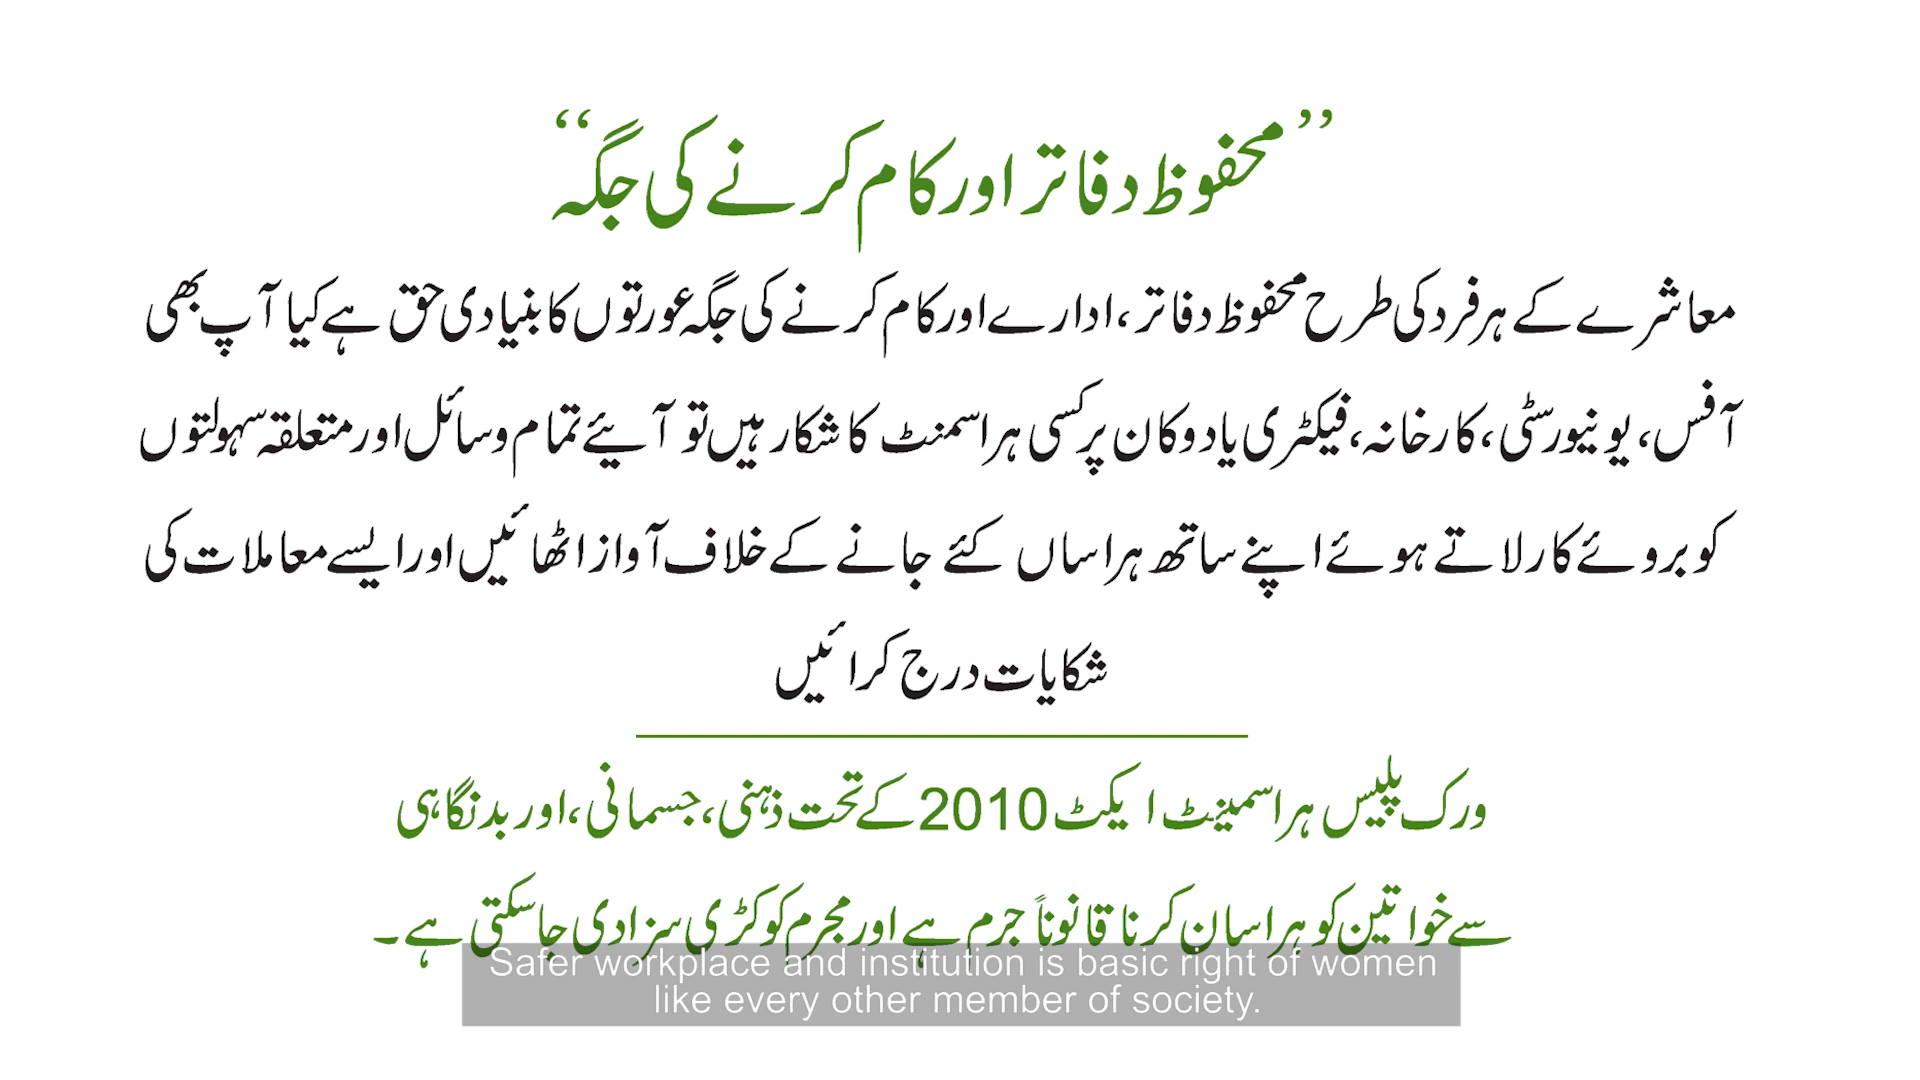 ”محفوظ دفاتر اور کام کرنے کی جگہ“
معاشرے کے ہر فرد کی طرح محفوظ دفاتر، ادارے اور کام کرنے کی جگہ عورتوں کا بنیادی حق ہے کیا آپ بھی
آفس، یونیورسٹی، کارخانہ، فیکٹری یا دوکان پر کسی ہراسمنٹ کا شکار ہیں تو آیئے تمام وسائل اور متعلقہ سہولتوں
کو بروئے کار لاتے ہوئے اپنے ساتھ ہراساں کئے جانے کے خلاف آواز اٹھائیں اور ایسے معاملات کی
شکایات درج کرائیں
ورک پلیس ہراسمینٹ ایکٹ 2010 کے تحت ذہنی، جسمانی، اور بدنگاہی
سے خواتین کو ہراسان کرنا قانوناً جرم ہے اور مجرم کو کڑی سزا دی جاسکتی ہے۔
Safer workplace and institution is basic right of women
like every other member of society.